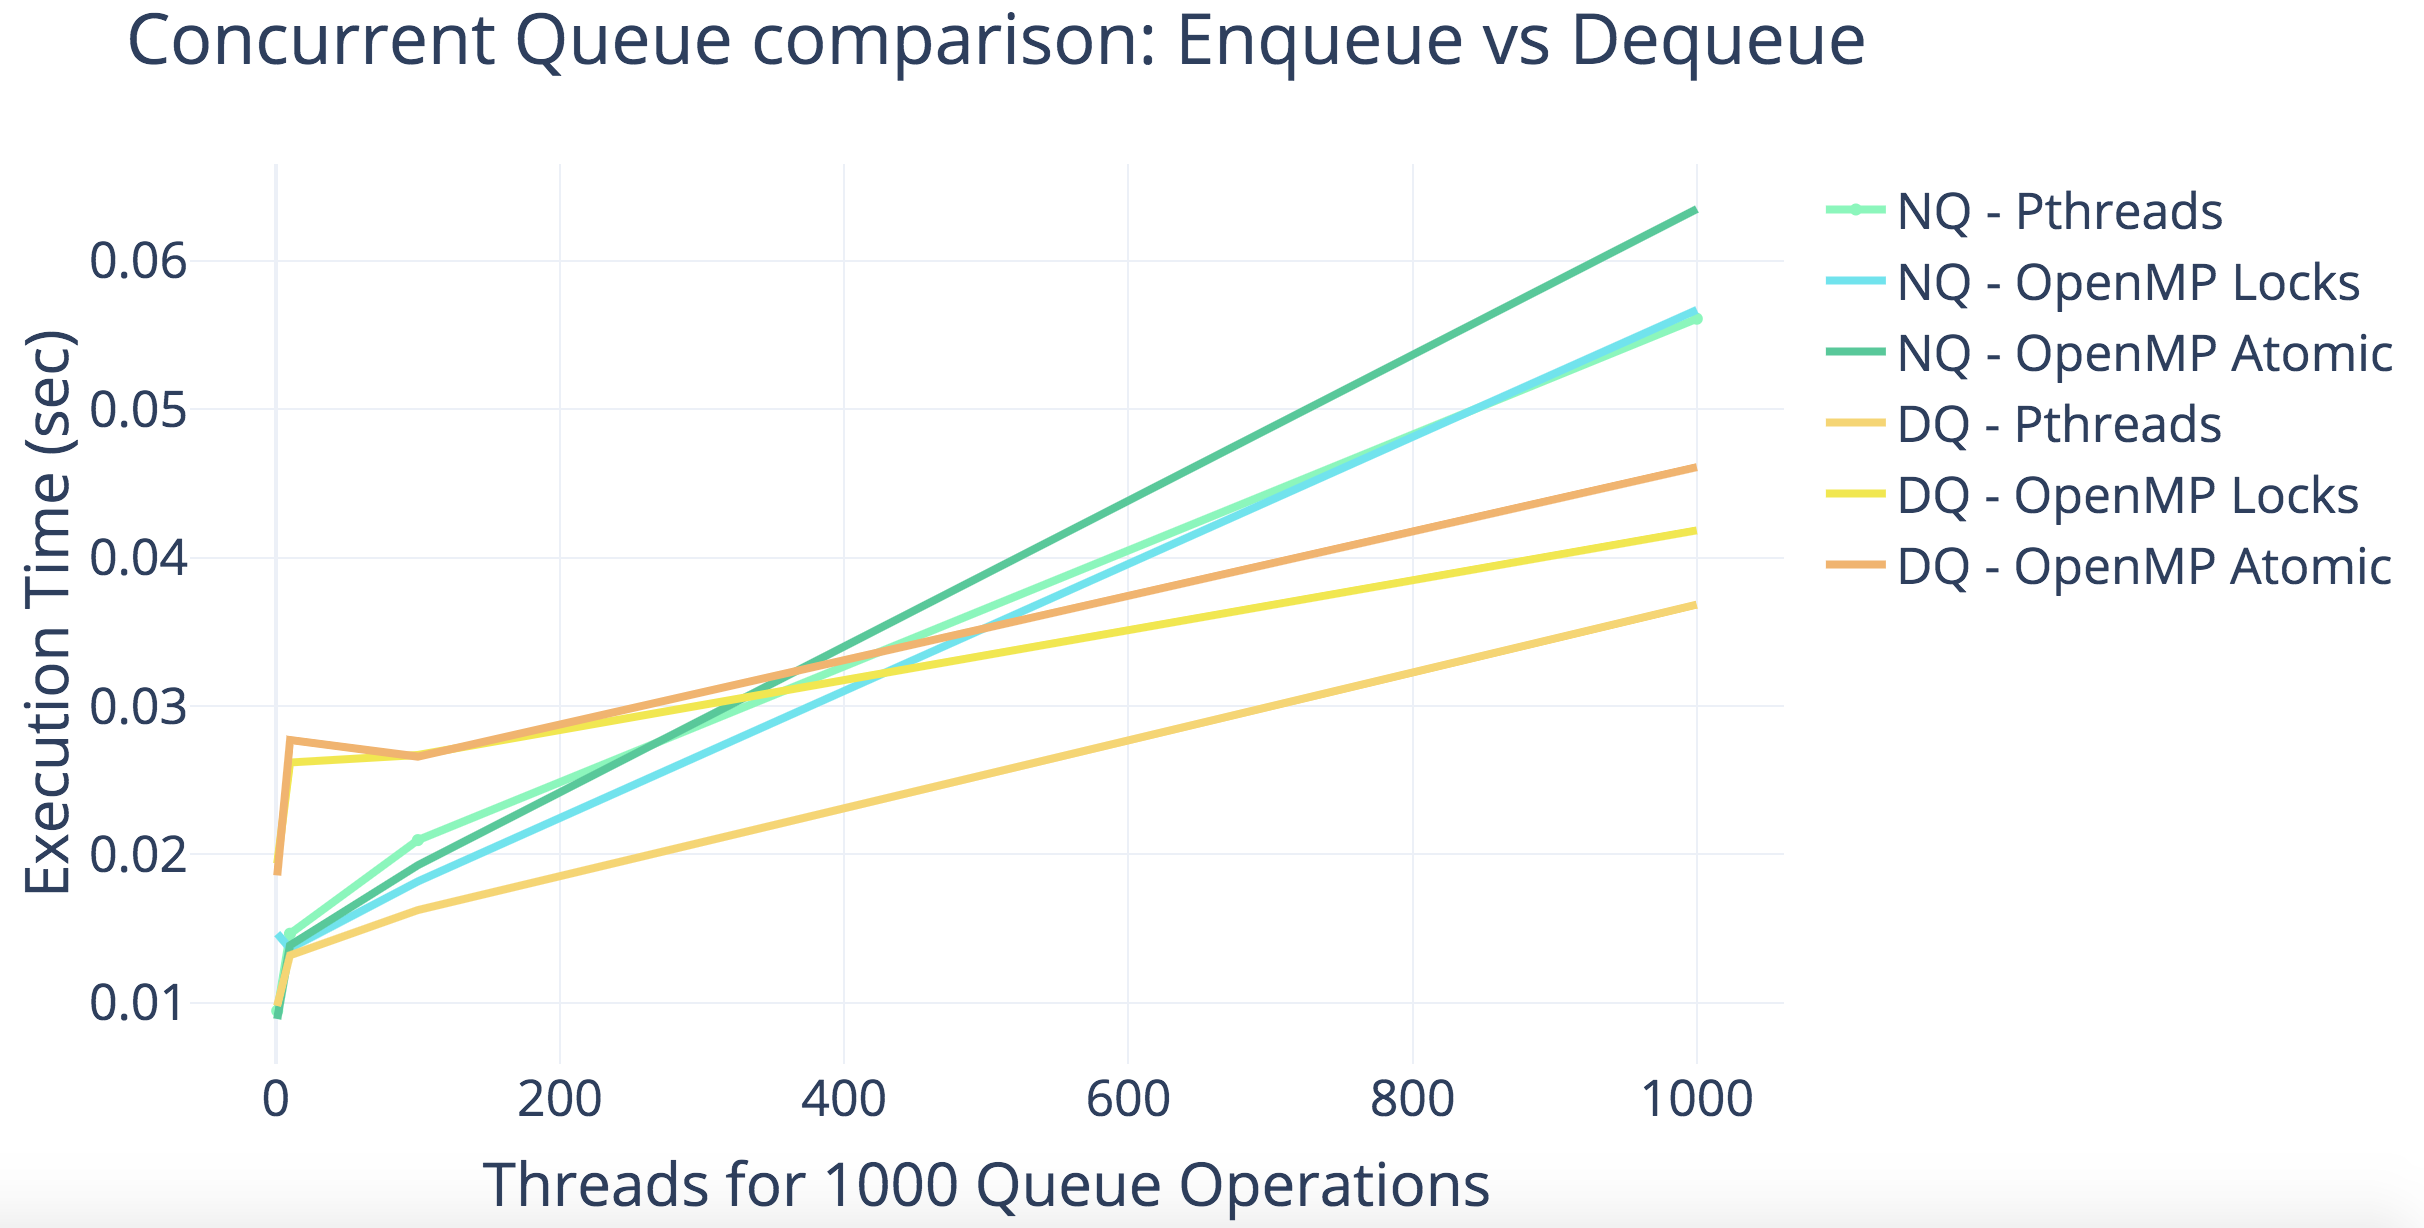 Concurrent Queue comparison: Enqueue vs Dequeue
Execution Time (sec)
0.06
0.05
0.04
0.03
0.02
0.01
0 200 400 600 800 1000
Threads for 1000 Queue Operations
NQ - Pthreads
NQ - OpenMP Locks
NQ - OpenMP Atomic
DQ - Pthreads
DQ - OpenMP Locks
DQ - OpenMP Atomic